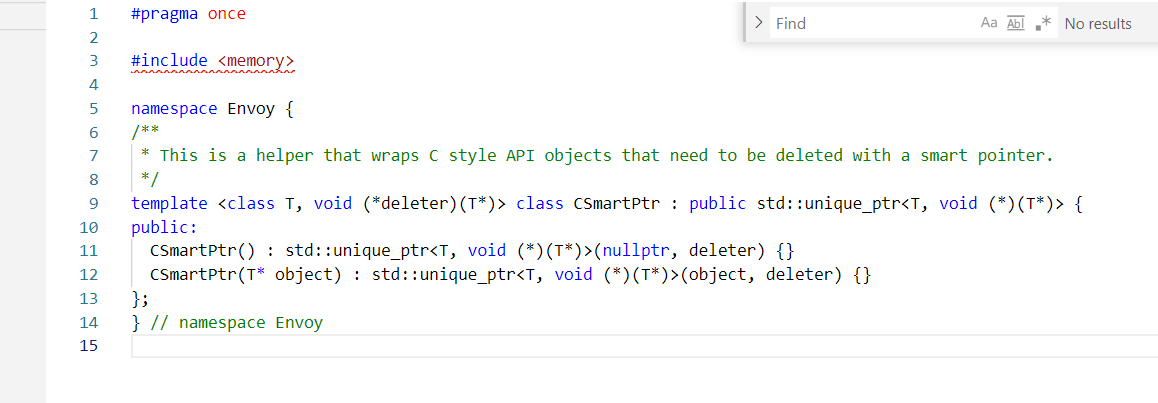 1 #pragma once
Find Aa Abl .* No results
2
3 #include <memory>
4
5 namespace Envoy {
6 /**
7  * This is a helper that wraps C style API objects that need to be deleted with a smart pointer.
8  */
9 template <class T, void (*deleter)(T*)> class CSmartPtr : public std::unique_ptr<T, void (*)(T*)> {
10 public:
11   CSmartPtr() : std::unique_ptr<T, void (*)(T*)>(nullptr, deleter) {}
12   CSmartPtr(T* object) : std::unique_ptr<T, void (*)(T*)>(object, deleter) {}
13 };
14 } // namespace Envoy
15